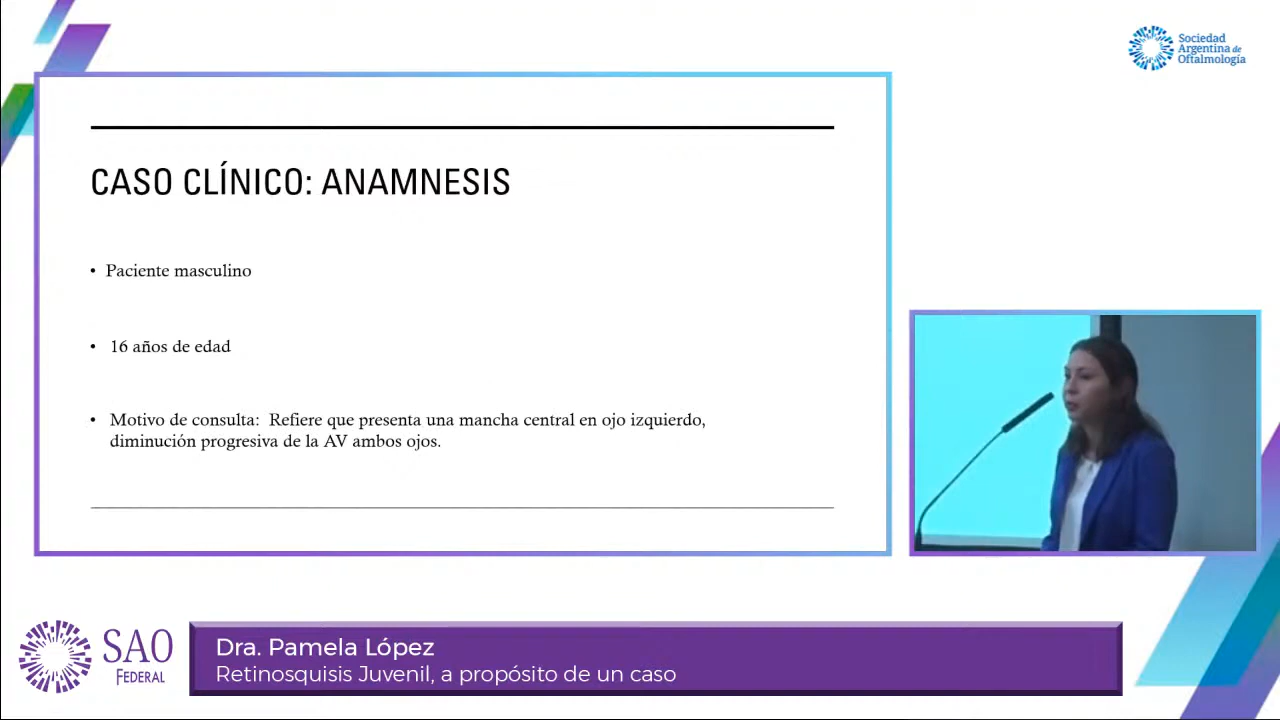 Sociedad
Argentina de
Oftalmología
CASO CLÍNICO: ANAMNESIS
• Paciente masculino
• 16 años de edad
• Motivo de consulta: Refiere que presenta una mancha central en ojo izquierdo,
diminución progresiva de la AV ambos ojos.
SAO
FEDERAL
Dra. Pamela López
Retinosquisis Juvenil, a propósito de un caso